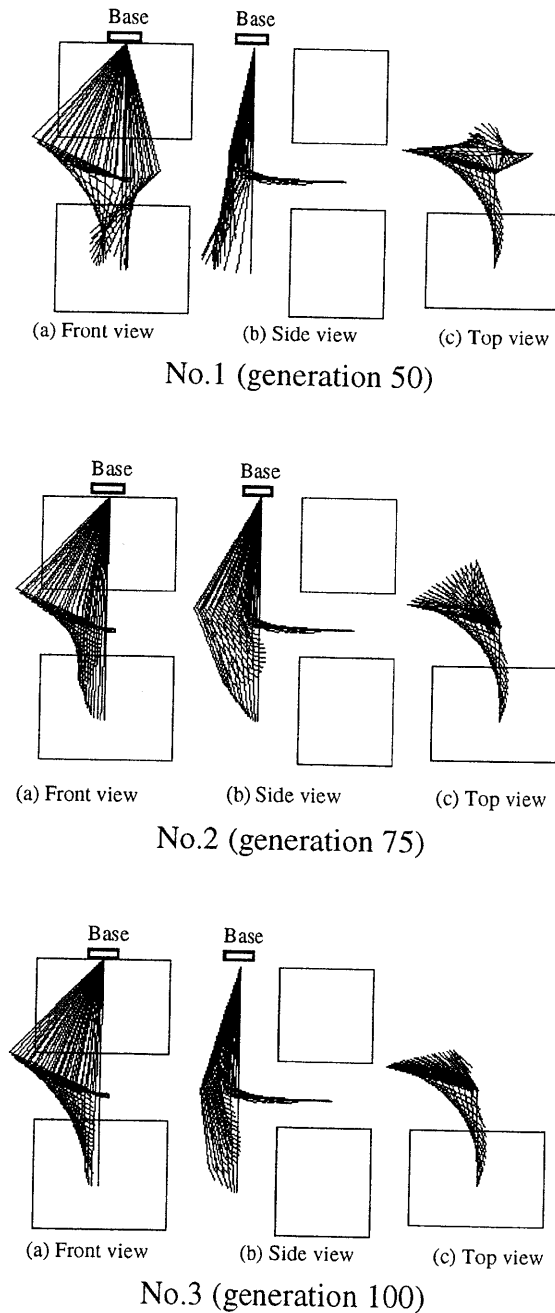 Base Base
(a) Front view (b) Side view (c) Top view
No.1 (generation 50)
Base Base
(a) Front view (b) Side view (c) Top view
No.2 (generation 75)
Base Base
(a) Front view (b) Side view (c) Top view
No.3 (generation 100)